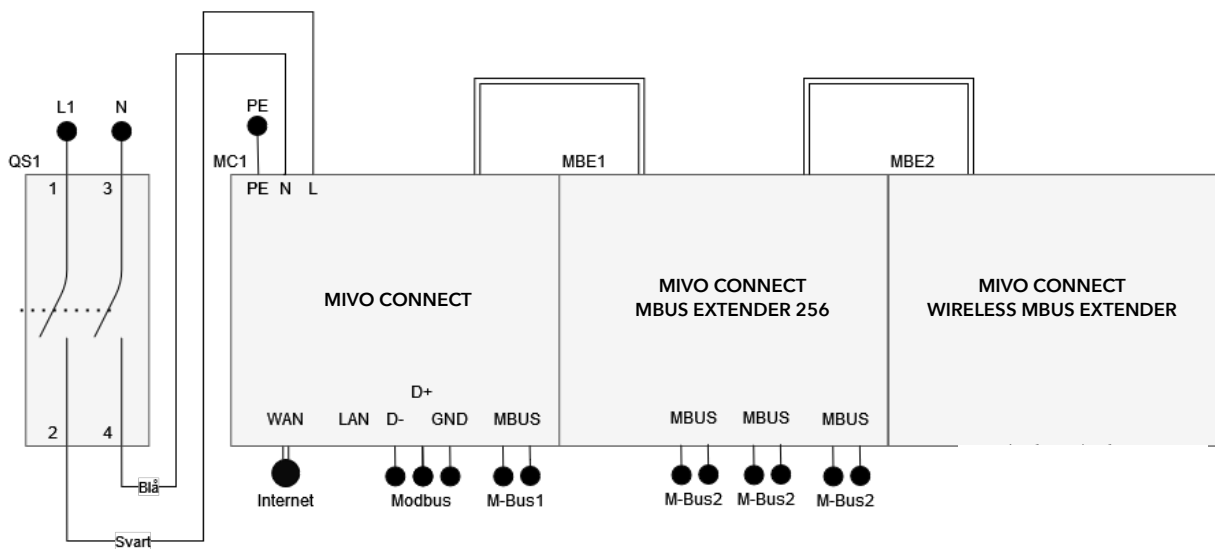 L1
N
PE
QS1
MC1
MBE1
MBE2
1
3
PE
N
L
MIVO CONNECT
MIVO CONNECT
MBUS EXTENDER 256
MIVO CONNECT
WIRELESS MBUS EXTENDER
D+
WAN
LAN
D-
GND
MBUS
MBUS
MBUS
MBUS
2
4
Blå
Internet
Modbus
M-Bus1
M-Bus2
M-Bus2
M-Bus2
Svart